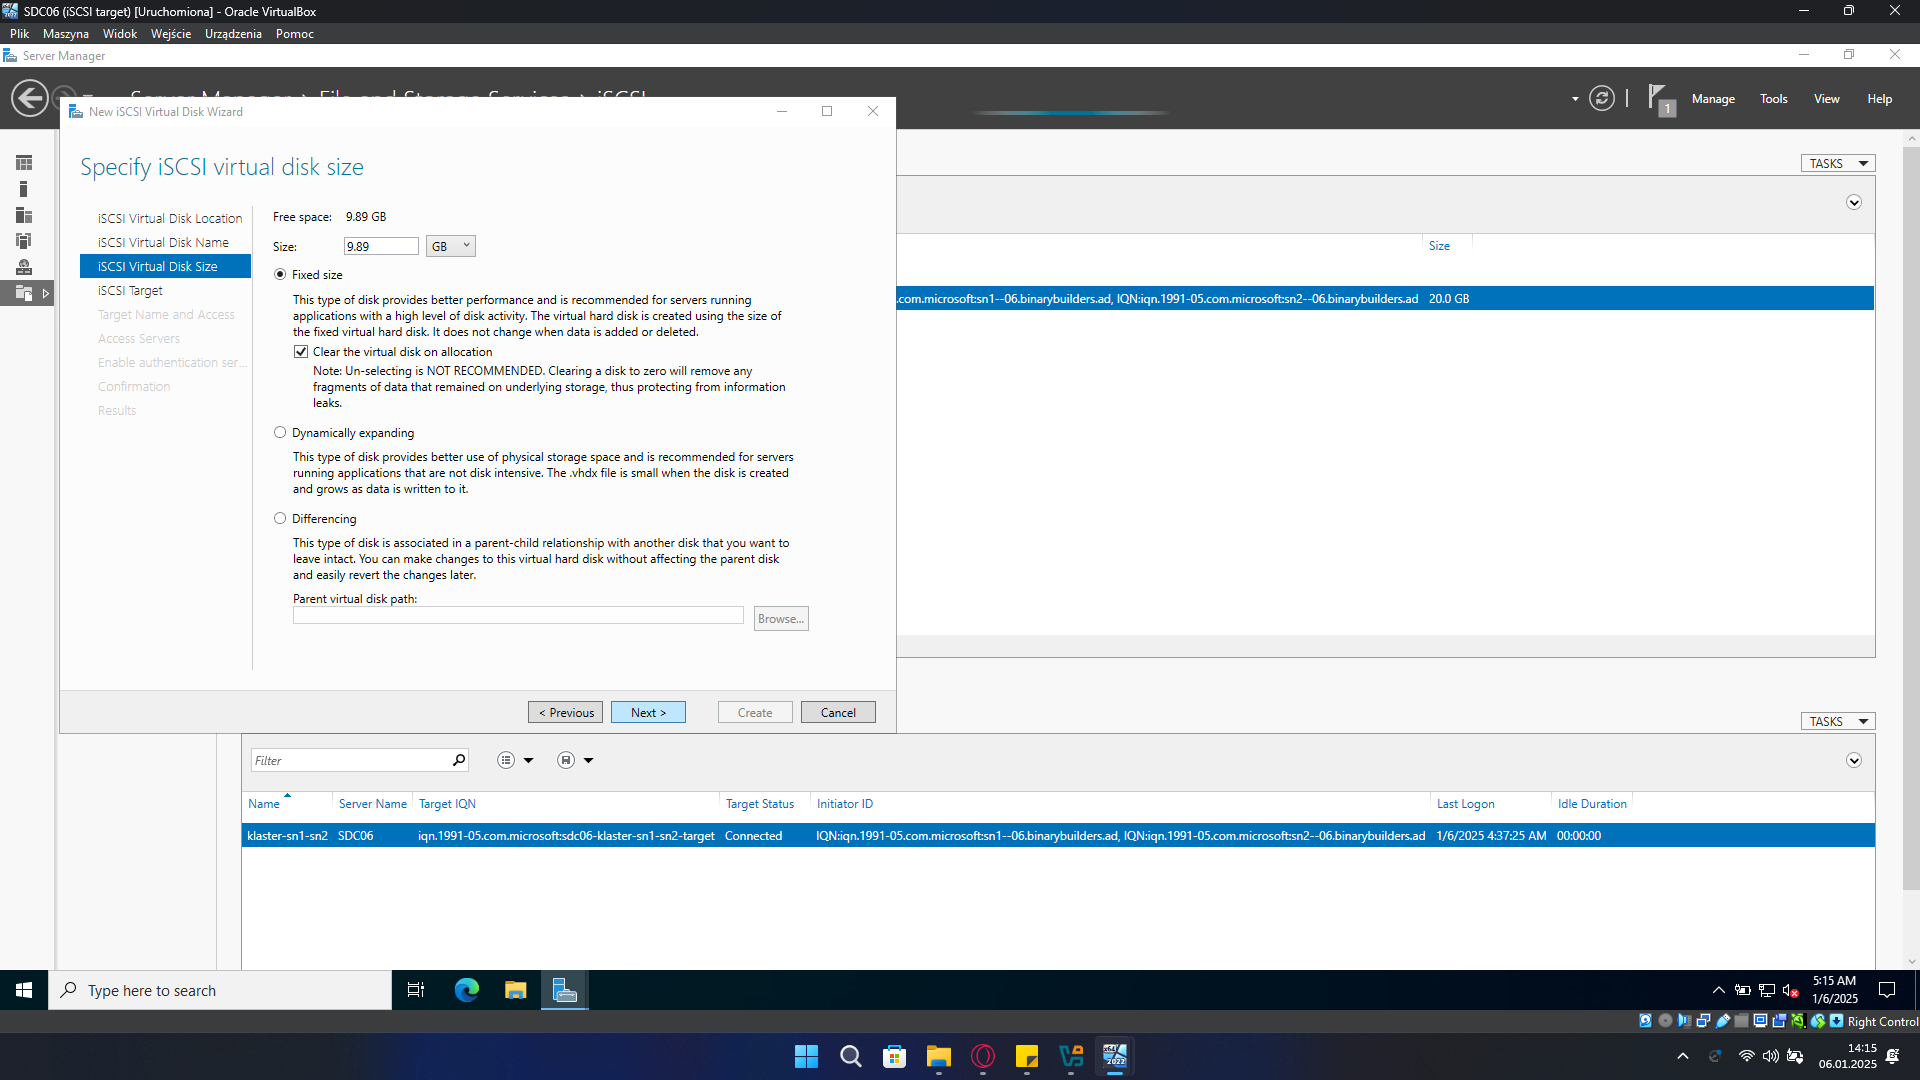 SDC06 (iSCSI target) [Uruchomiona] - Oracle VirtualBox
Plik Maszyna Widok Wejście Urządzenia Pomoc
Server Manager
Server Manager › File and Storage Services › iSCSI
1 Manage Tools View Help
New iSCSI Virtual Disk Wizard
Specify iSCSI virtual disk size
iSCSI Virtual Disk Location
iSCSI Virtual Disk Name
iSCSI Virtual Disk Size
iSCSI Target
Target Name and Access
Access Servers
Enable authentication ser...
Confirmation
Results
Free space: 9.89 GB
Size: 9.89 GB
Fixed size
This type of disk provides better performance and is recommended for servers running
applications with a high level of disk activity. The virtual hard disk is created using the size of
the fixed virtual hard disk. It does not change when data is added or deleted.
Clear the virtual disk on allocation
Note: Un-selecting is NOT RECOMMENDED. Clearing a disk to zero will remove any
fragments of data that remained on underlying storage, thus protecting from information
leaks.
Dynamically expanding
This type of disk provides better use of physical storage space and is recommended for servers
running applications that are not disk intensive. The .vhdx file is small when the disk is created
and grows as data is written to it.
Differencing
This type of disk is associated in a parent-child relationship with another disk that you want to
leave intact. You can make changes to this virtual hard disk without affecting the parent disk
and easily revert the changes later.
Parent virtual disk path:
Browse...
< Previous Next > Create Cancel
TASKS
Size
.com.microsoft:sn1--06.binarybuilders.ad, IQN:iqn.1991-05.com.microsoft:sn2--06.binarybuilders.ad 20.0 GB
TASKS
Filter
Name Server Name Target IQN Target Status Initiator ID Last Logon Idle Duration
klaster-sn1-sn2 SDC06 iqn.1991-05.com.microsoft:sdc06-klaster-sn1-sn2-target Connected IQN:iqn.1991-05.com.microsoft:sn1--06.binarybuilders.ad, IQN:iqn.1991-05.com.microsoft:sn2--06.binarybuilders.ad 1/6/2025 4:37:25 AM 00:00:00
Type here to search
5:15 AM
1/6/2025
Right Control
14:15
06.01.2025